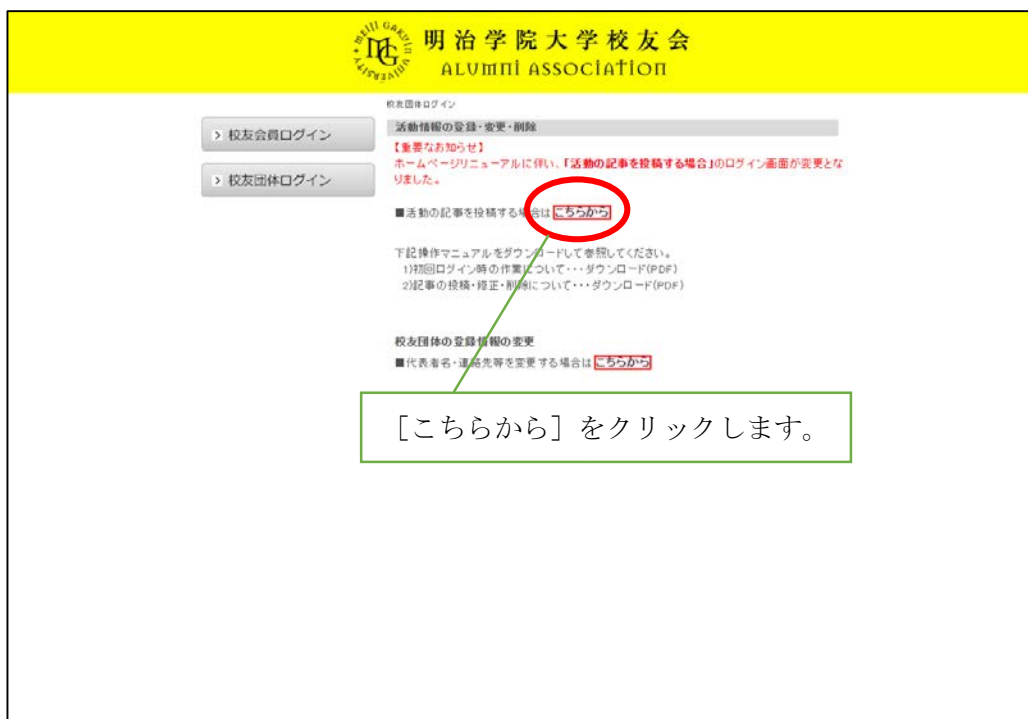 MEIJI GAKUIN UNIVERSITY
MG
明治学院大学校友会
ALUMNI ASSOCIATION
校友会員ログイン
校友団体ログイン
校友団体ログイン
活動情報の登録・変更・削除
【重要なお知らせ】
ホームページリニューアルに伴い、「活動の記事を投稿する場合」のログイン画面が変更とな
りました。
■活動の記事を投稿する場合は こちらから
下記操作マニュアルをダウンロードして参照してください。
1)初回ログイン時の作業について・・・ダウンロード(PDF)
2)記事の投稿・修正・削除について・・・ダウンロード(PDF)
校友団体の登録情報の変更
■代表者名・連絡先等を変更する場合は こちらから
［こちらから］をクリックします。